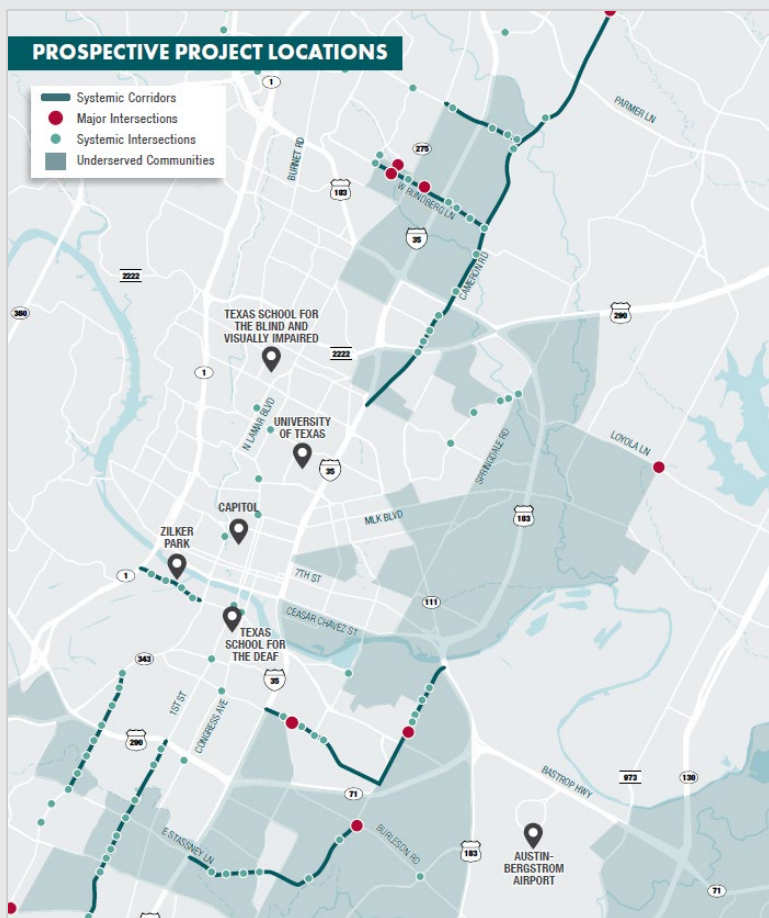 PROSPECTIVE PROJECT LOCATIONS
Systemic Corridors
Major Intersections
Systemic Intersections
Underserved Communities
1
BURNET RD
PARMER LN
275
183
W RUNDBERG LN
35
CAMERON RD
2222
360
290
TEXAS SCHOOL FOR
THE BLIND AND
VISUALLY IMPAIRED
2222
1
N LAMAR BLVD
UNIVERSITY
OF TEXAS
35
SPRINGDALE RD
LOYOLA LN
CAPITOL
MLK BLVD
183
ZILKER
PARK
1
7TH ST
111
CEASAR CHAVEZ ST
TEXAS
SCHOOL FOR
THE DEAF
343
35
1ST ST
CONGRESS AVE
290
71
BASTROP HWY
973
130
E STASSNEY LN
BURLESON RD
183
AUSTIN-
BERGSTROM
AIRPORT
71